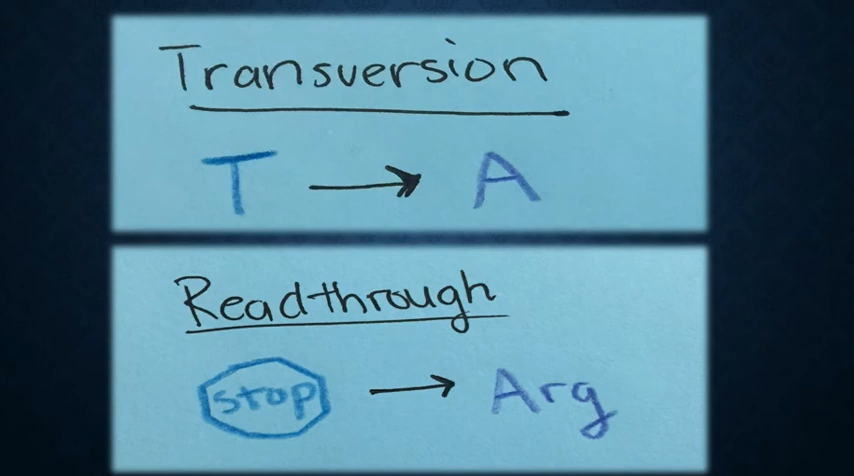 Transversion
T → A
Readthrough
stop → Arg